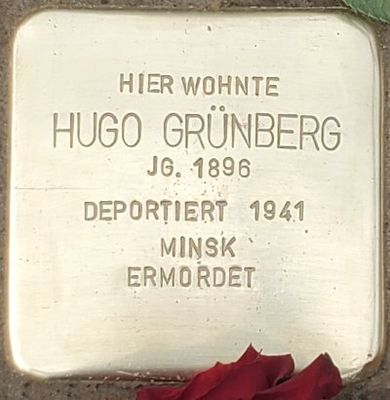 HIER WOHNTE
HUGO GRÜNBERG
JG. 1896
DEPORTIERT 1941
MINSK
ERMORDET